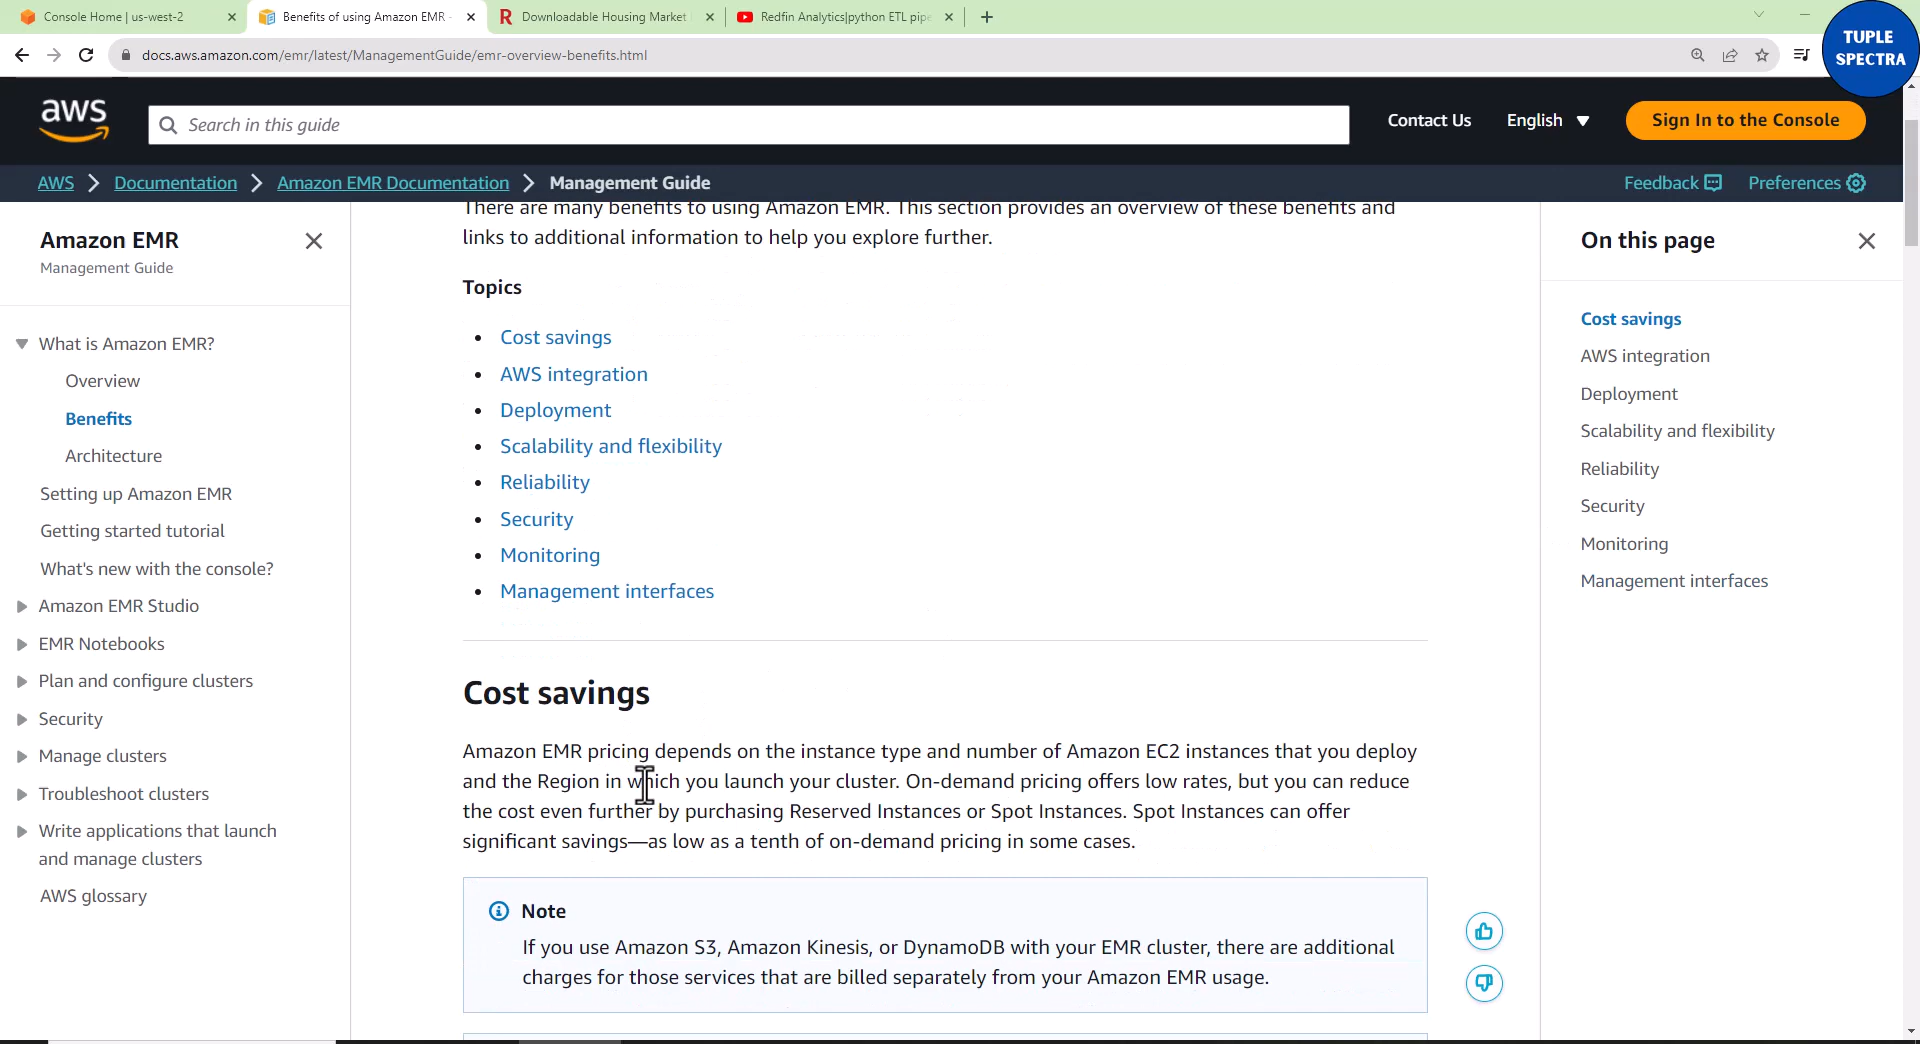 Console Home | us-west-2
Benefits of using Amazon EMR -
Downloadable Housing Market
Redfin Analytics|python ETL pipe
docs.aws.amazon.com/emr/latest/ManagementGuide/emr-overview-benefits.html
TUPLE
SPECTRA
aws
Search in this guide
Contact Us
English
Sign In to the Console
AWS
Documentation
Amazon EMR Documentation
Management Guide
Feedback
Preferences
Amazon EMR
Management Guide
What is Amazon EMR?
Overview
Benefits
Architecture
Setting up Amazon EMR
Getting started tutorial
What's new with the console?
Amazon EMR Studio
EMR Notebooks
Plan and configure clusters
Security
Manage clusters
Troubleshoot clusters
Write applications that launch
and manage clusters
AWS glossary
There are many benefits to using Amazon EMR. This section provides an overview of these benefits and
links to additional information to help you explore further.
Topics
• Cost savings
• AWS integration
• Deployment
• Scalability and flexibility
• Reliability
• Security
• Monitoring
• Management interfaces
Cost savings
Amazon EMR pricing depends on the instance type and number of Amazon EC2 instances that you deploy
and the Region in which you launch your cluster. On-demand pricing offers low rates, but you can reduce
the cost even further by purchasing Reserved Instances or Spot Instances. Spot Instances can offer
significant savings—as low as a tenth of on-demand pricing in some cases.
Note
If you use Amazon S3, Amazon Kinesis, or DynamoDB with your EMR cluster, there are additional
charges for those services that are billed separately from your Amazon EMR usage.
On this page
Cost savings
AWS integration
Deployment
Scalability and flexibility
Reliability
Security
Monitoring
Management interfaces